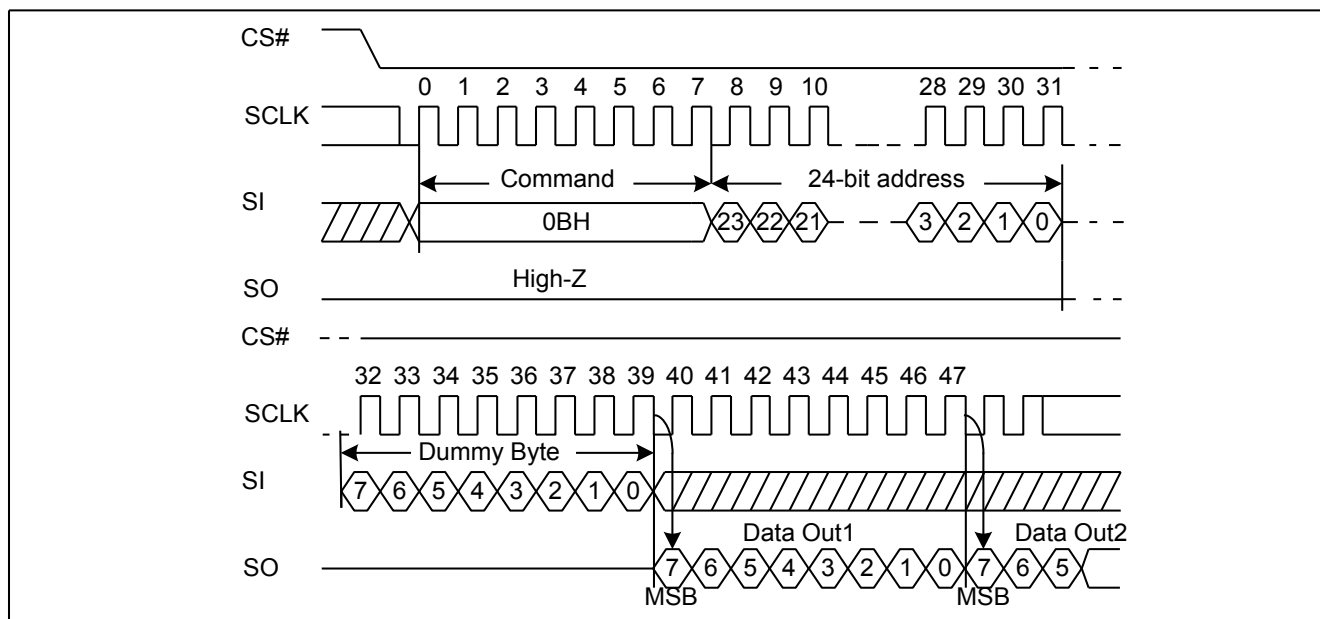 CS#
0 1 2 3 4 5 6 7 8 9 10 28 29 30 31
SCLK
Command 24-bit address
SI
0BH 23 22 21 3 2 1 0
High-Z
SO
CS#
32 33 34 35 36 37 38 39 40 41 42 43 44 45 46 47
SCLK
Dummy Byte
SI
7 6 5 4 3 2 1 0
Data Out1 Data Out2
SO
7 6 5 4 3 2 1 0 7 6 5
MSB MSB